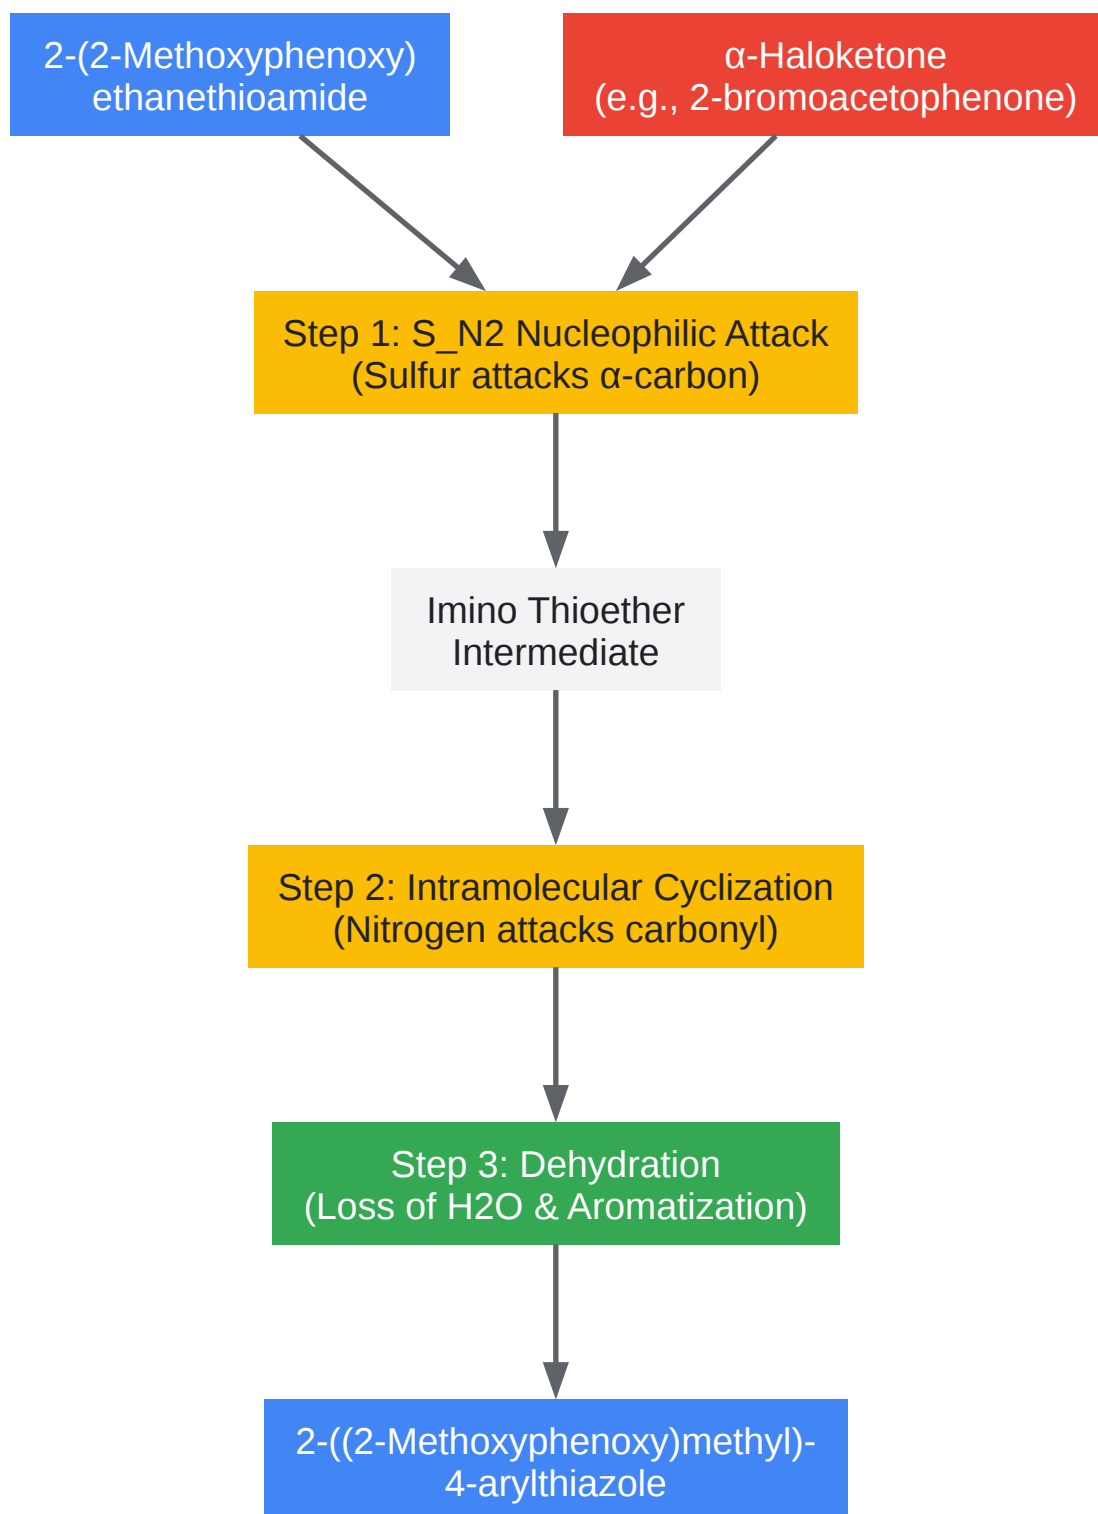 2-(2-Methoxyphenoxy)
ethanethioamide
α-Haloketone
(e.g., 2-bromoacetophenone)
Step 1: S_N2 Nucleophilic Attack
(Sulfur attacks α-carbon)
Imino Thioether
Intermediate
Step 2: Intramolecular Cyclization
(Nitrogen attacks carbonyl)
Step 3: Dehydration
(Loss of H2O & Aromatization)
2-((2-Methoxyphenoxy)methyl)-
4-arylthiazole